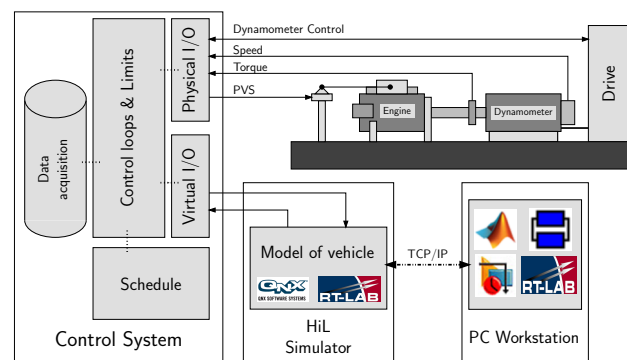 Data
acquisition
Control loops & Limits
Physical I/O
Virtual I/O
Schedule
Control System
Dynamometer Control
Speed
Torque
PVS
Engine
Dynamometer
Drive
Model of vehicle
QNX
QNX SOFTWARE SYSTEMS
RT-LAB
HiL
Simulator
TCP/IP
RT-LAB
PC Workstation